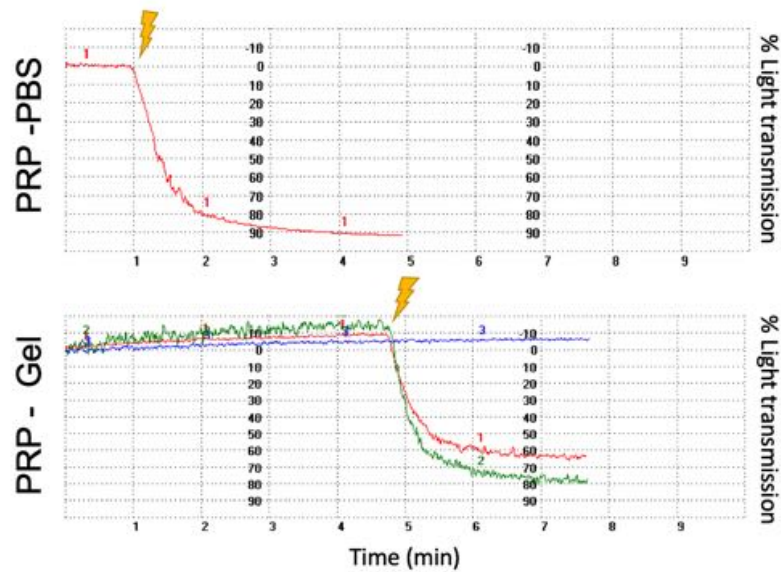 PRP -PBS
% Light transmission
-10 -10
0 0
10 10
20 20
30 30
40 40
50 50
60 60
70 70
80 80
90 90
1 1 1
1 2 3 4 5 6 7 8 9
PRP - Gel
% Light transmission
2 1 1 3
3
-10 -10
0 0
10 10
20 20
30 30
40 40
50 50
60 1 60
70 2 70
80 80
90 90
1 2 3 4 5 6 7 8 9
Time (min)